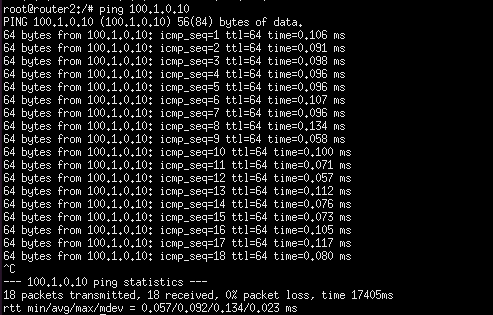 root@router2:/# ping 100.1.0.10
PING 100.1.0.10 (100.1.0.10) 56(84) bytes of data.
64 bytes from 100.1.0.10: icmp_seq=1 ttl=64 time=0.106 ms
64 bytes from 100.1.0.10: icmp_seq=2 ttl=64 time=0.091 ms
64 bytes from 100.1.0.10: icmp_seq=3 ttl=64 time=0.098 ms
64 bytes from 100.1.0.10: icmp_seq=4 ttl=64 time=0.096 ms
64 bytes from 100.1.0.10: icmp_seq=5 ttl=64 time=0.096 ms
64 bytes from 100.1.0.10: icmp_seq=6 ttl=64 time=0.107 ms
64 bytes from 100.1.0.10: icmp_seq=7 ttl=64 time=0.096 ms
64 bytes from 100.1.0.10: icmp_seq=8 ttl=64 time=0.134 ms
64 bytes from 100.1.0.10: icmp_seq=9 ttl=64 time=0.058 ms
64 bytes from 100.1.0.10: icmp_seq=10 ttl=64 time=0.100 ms
64 bytes from 100.1.0.10: icmp_seq=11 ttl=64 time=0.071 ms
64 bytes from 100.1.0.10: icmp_seq=12 ttl=64 time=0.057 ms
64 bytes from 100.1.0.10: icmp_seq=13 ttl=64 time=0.112 ms
64 bytes from 100.1.0.10: icmp_seq=14 ttl=64 time=0.076 ms
64 bytes from 100.1.0.10: icmp_seq=15 ttl=64 time=0.073 ms
64 bytes from 100.1.0.10: icmp_seq=16 ttl=64 time=0.105 ms
64 bytes from 100.1.0.10: icmp_seq=17 ttl=64 time=0.117 ms
64 bytes from 100.1.0.10: icmp_seq=18 ttl=64 time=0.080 ms
^C
--- 100.1.0.10 ping statistics ---
18 packets transmitted, 18 received, 0% packet loss, time 17405ms
rtt min/avg/max/mdev = 0.057/0.092/0.134/0.023 ms